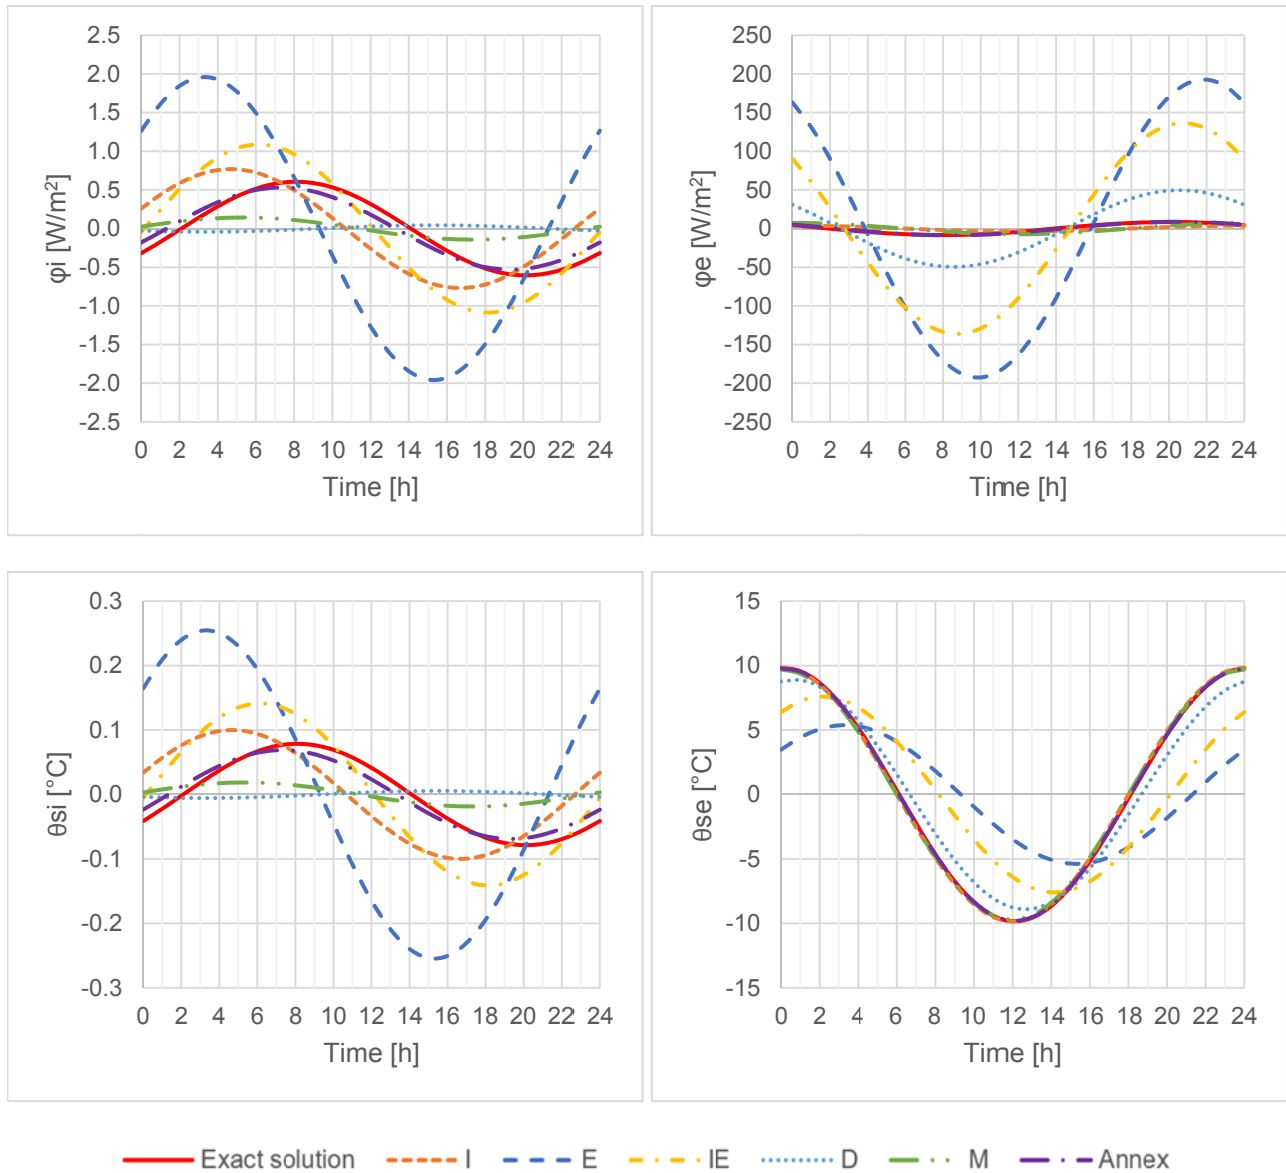 2.5
2.0
1.5
1.0
0.5
0.0
-0.5
-1.0
-1.5
-2.0
-2.5
φi [W/m²]
0 2 4 6 8 10 12 14 16 18 20 22 24
Time [h]
250
200
150
100
50
0
-50
-100
-150
-200
-250
φe [W/m²]
0 2 4 6 8 10 12 14 16 18 20 22 24
Time [h]
0.3
0.2
0.1
0.0
-0.1
-0.2
-0.3
θsi [°C]
0 2 4 6 8 10 12 14 16 18 20 22 24
Time [h]
15
10
5
0
-5
-10
-15
θse [°C]
0 2 4 6 8 10 12 14 16 18 20 22 24
Time [h]
Exact solution I E IE D M Annex